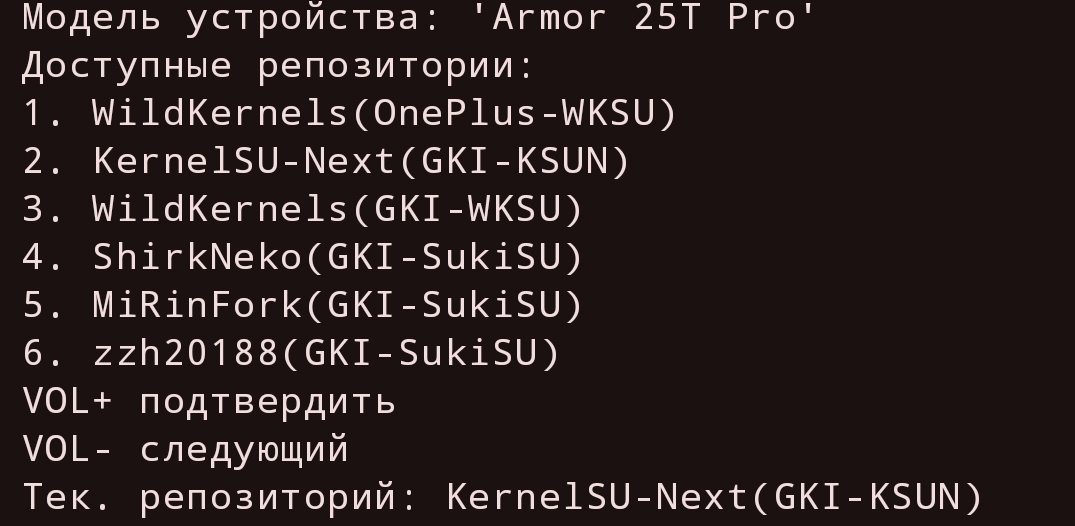 Модель устройства: 'Armor 25T Pro'
Доступные репозитории:
1. WildKernels(OnePlus-WKSU)
2. KernelSU-Next(GKI-KSUN)
3. WildKernels(GKI-WKSU)
4. ShirkNeko(GKI-SukiSU)
5. MiRinFork(GKI-SukiSU)
6. zzh20188(GKI-SukiSU)
VOL+ подтвердить
VOL- следующий
Тек. репозиторий: KernelSU-Next(GKI-KSUN)